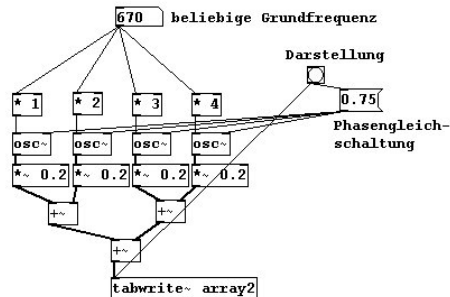 670 beliebige Grundfrequenz
Darstellung
* 1 * 2 * 3 * 4
0.75
osc~ osc~ osc~ osc~
Phasengleich-
schaltung
*~ 0.2 *~ 0.2 *~ 0.2 *~ 0.2
+~ +~
+~
tabwrite~ array2